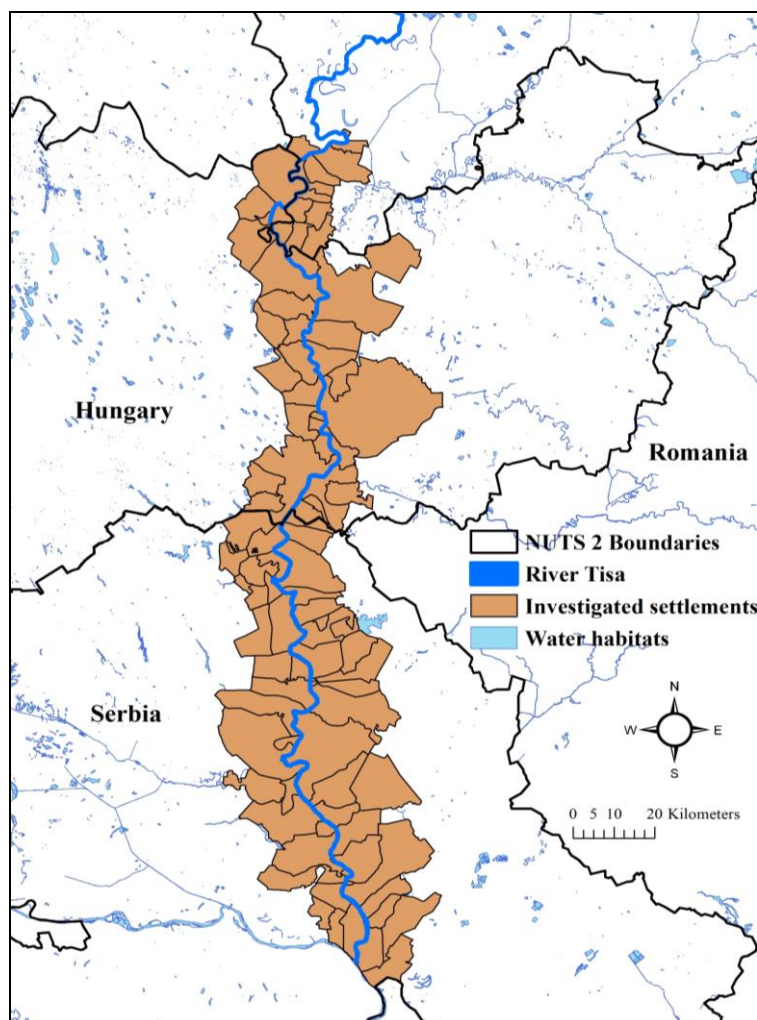 Hungary
Romania
NUTS 2 Boundaries
River Tisa
Investigated settlements
Water habitats
Serbia
N
W E
S
0 5 10 20 Kilometers